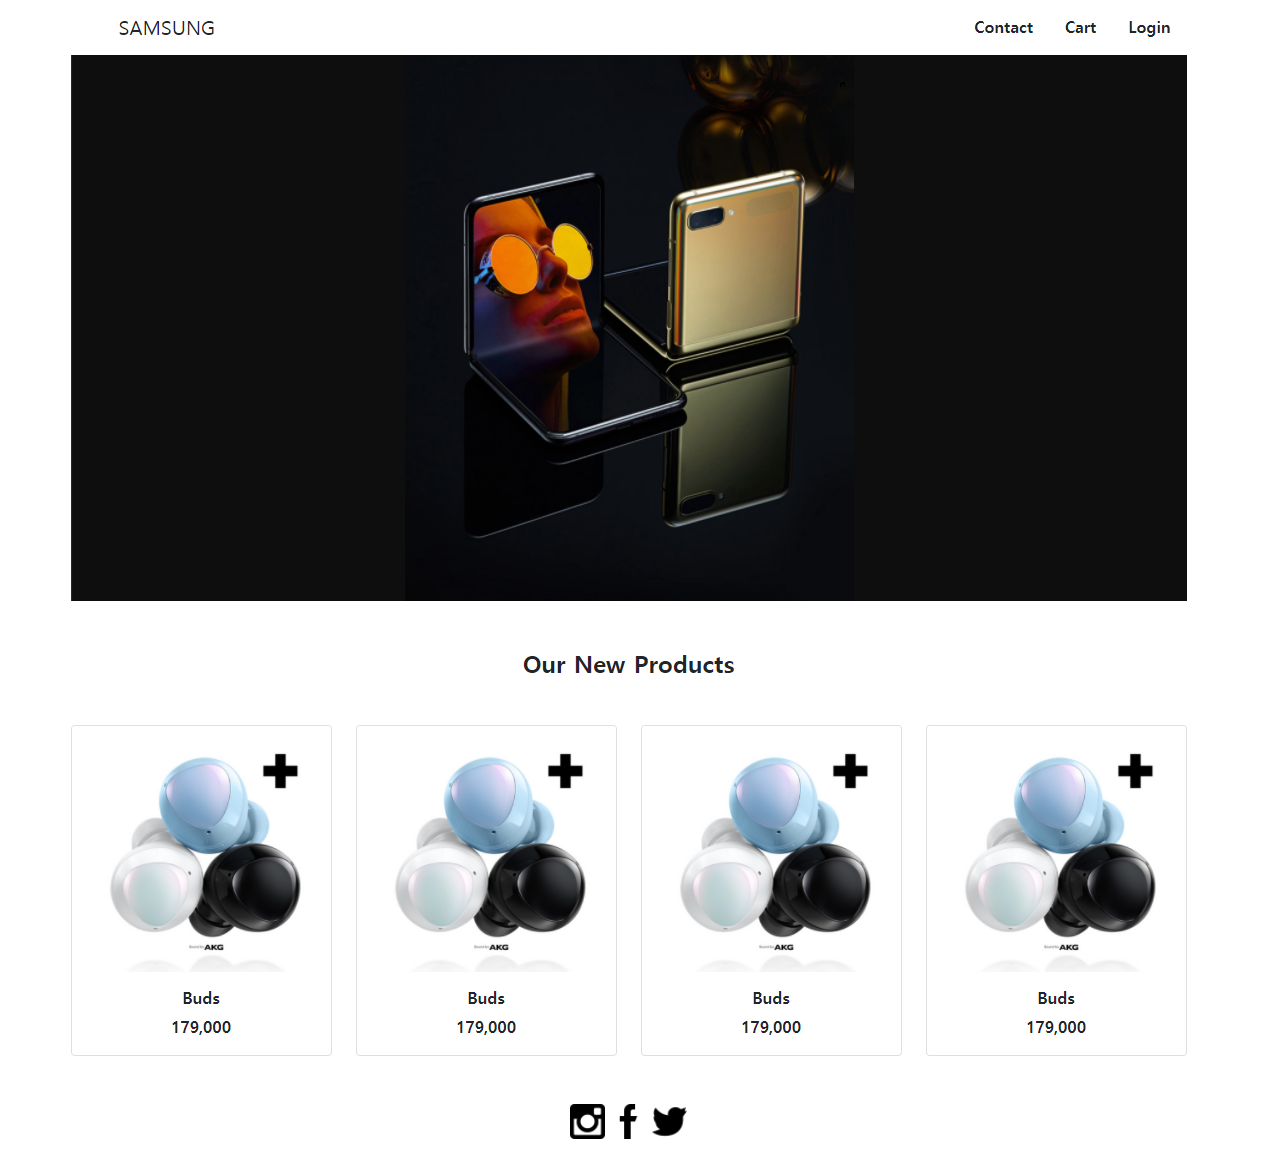 SAMSUNG
Contact Cart Login
Our New Products
AKG AKG AKG AKG
Buds Buds Buds Buds
179,000 179,000 179,000 179,000